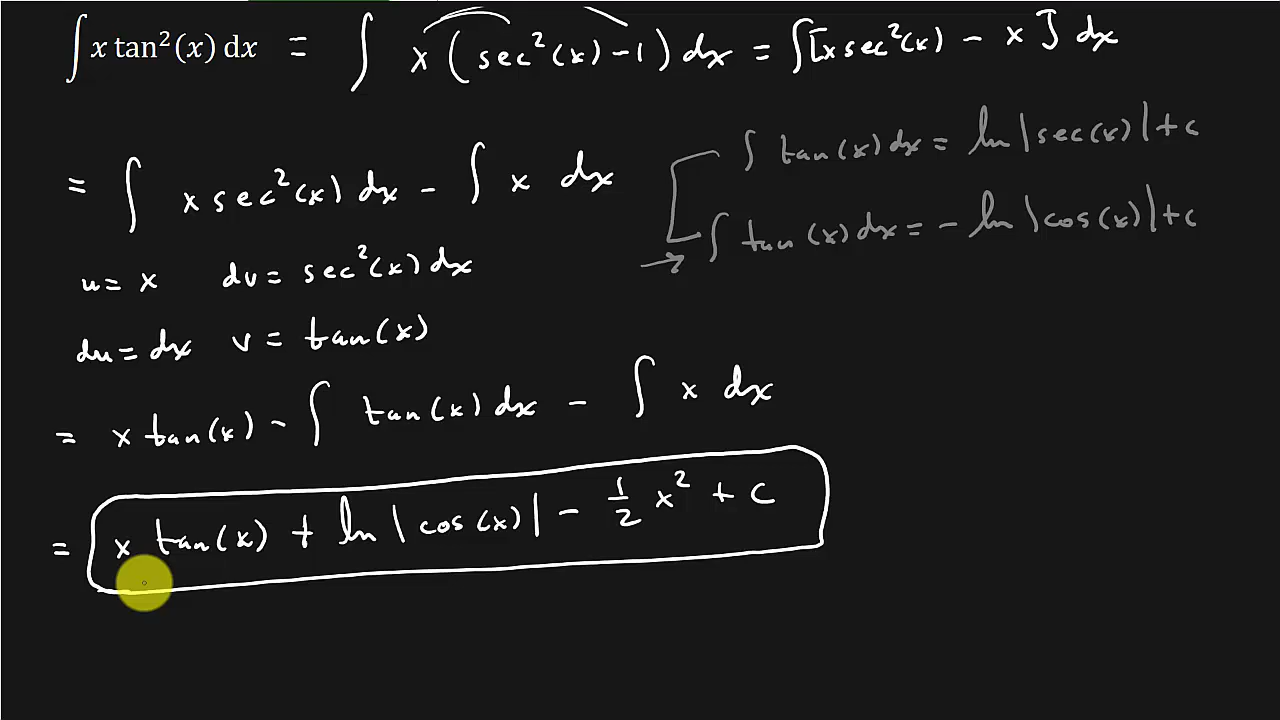 ∫ x tan²(x) dx = ∫ x (sec²(x) − 1) dx = ∫[x sec²(x) − x] dx
= ∫ x sec²(x) dx − ∫ x dx
∫ tan(x) dx = ln|sec(x)| + c
∫ tan(x) dx = − ln|cos(x)| + c
u = x dv = sec²(x) dx
du = dx v = tan(x)
= x tan(x) − ∫ tan(x) dx − ∫ x dx
= x tan(x) + ln|cos(x)| − 1/2 x² + c